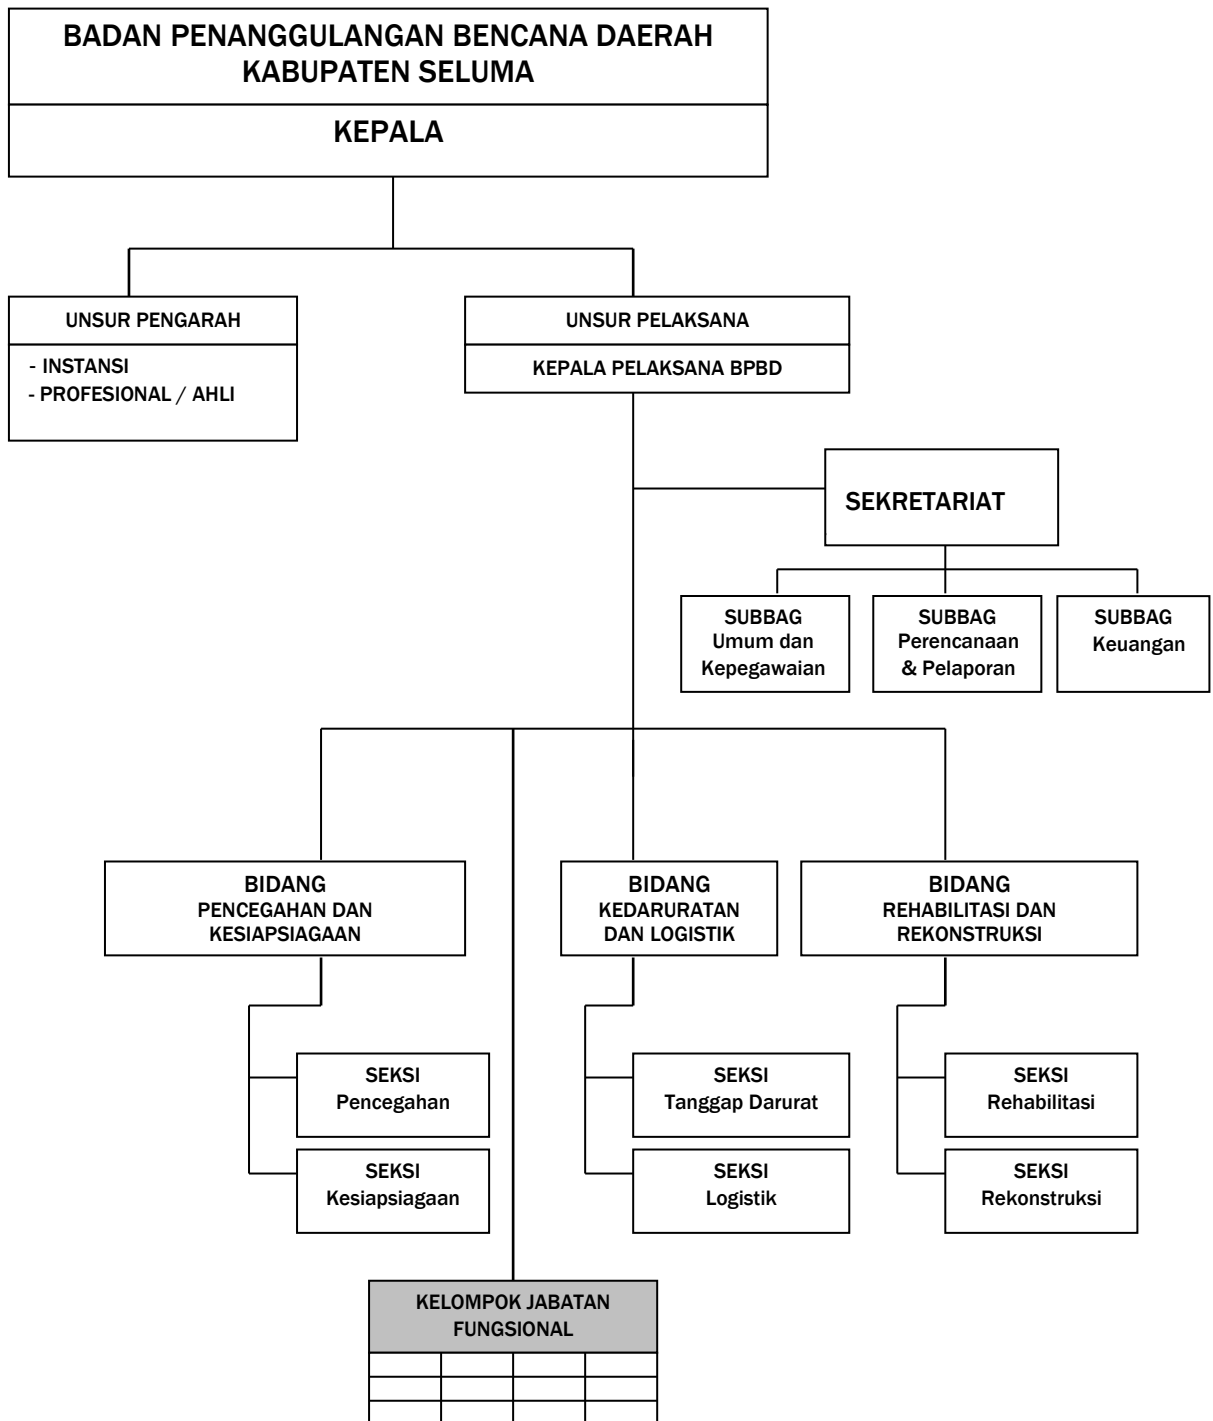 BADAN PENANGGULANGAN BENCANA DAERAH
KABUPATEN SELUMA
KEPALA
UNSUR PENGARAH
- INSTANSI
- PROFESIONAL / AHLI
UNSUR PELAKSANA
KEPALA PELAKSANA BPBD
SEKRETARIAT
SUBBAG
Umum dan
Kepegawaian
SUBBAG
Perencanaan
& Pelaporan
SUBBAG
Keuangan
BIDANG
PENCEGAHAN DAN
KESIAPSIAGAAN
BIDANG
KEDARURATAN
DAN LOGISTIK
BIDANG
REHABILITASI DAN
REKONSTRUKSI
SEKSI
Pencegahan
SEKSI
Kesiapsiagaan
SEKSI
Tanggap Darurat
SEKSI
Logistik
SEKSI
Rehabilitasi
SEKSI
Rekonstruksi
KELOMPOK JABATAN
FUNGSIONAL